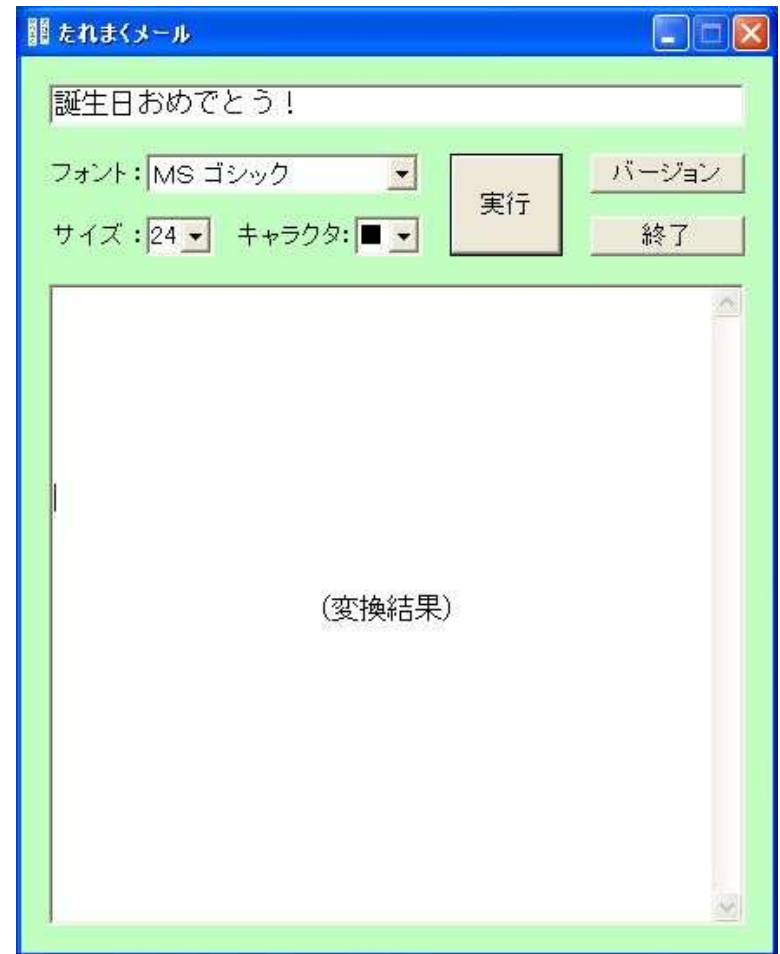 たれまくメール
誕生日おめでとう！
フォント：MS ゴシック
実行
バージョン
サイズ：24
キャラクタ：■
終了
（変換結果）